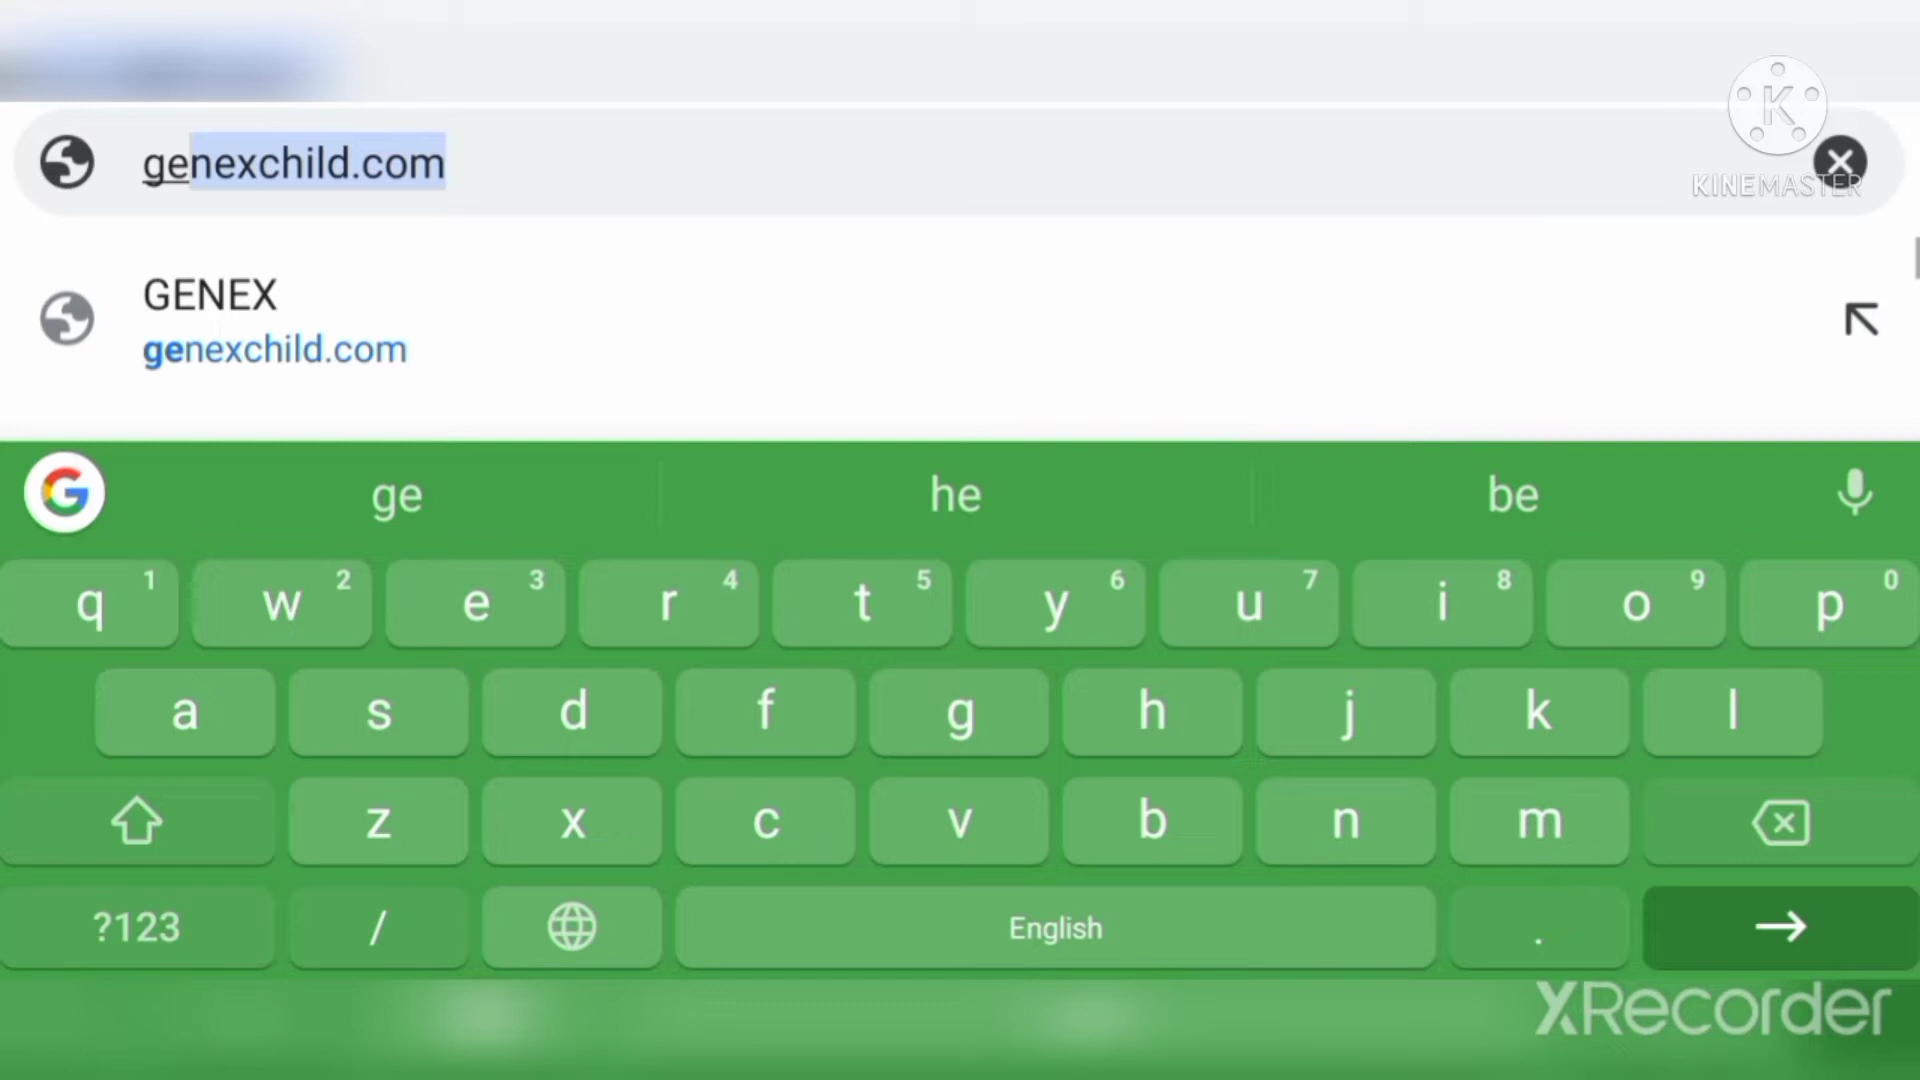 genexchild.com
K
KINEMASTER
GENEX
genexchild.com
G ge he be
q 1 w 2 e 3 r 4 t 5 y 6 u 7 i 8 o 9 p 0
a s d f g h j k l
z x c v b n m
?123 / English .
XRecorder